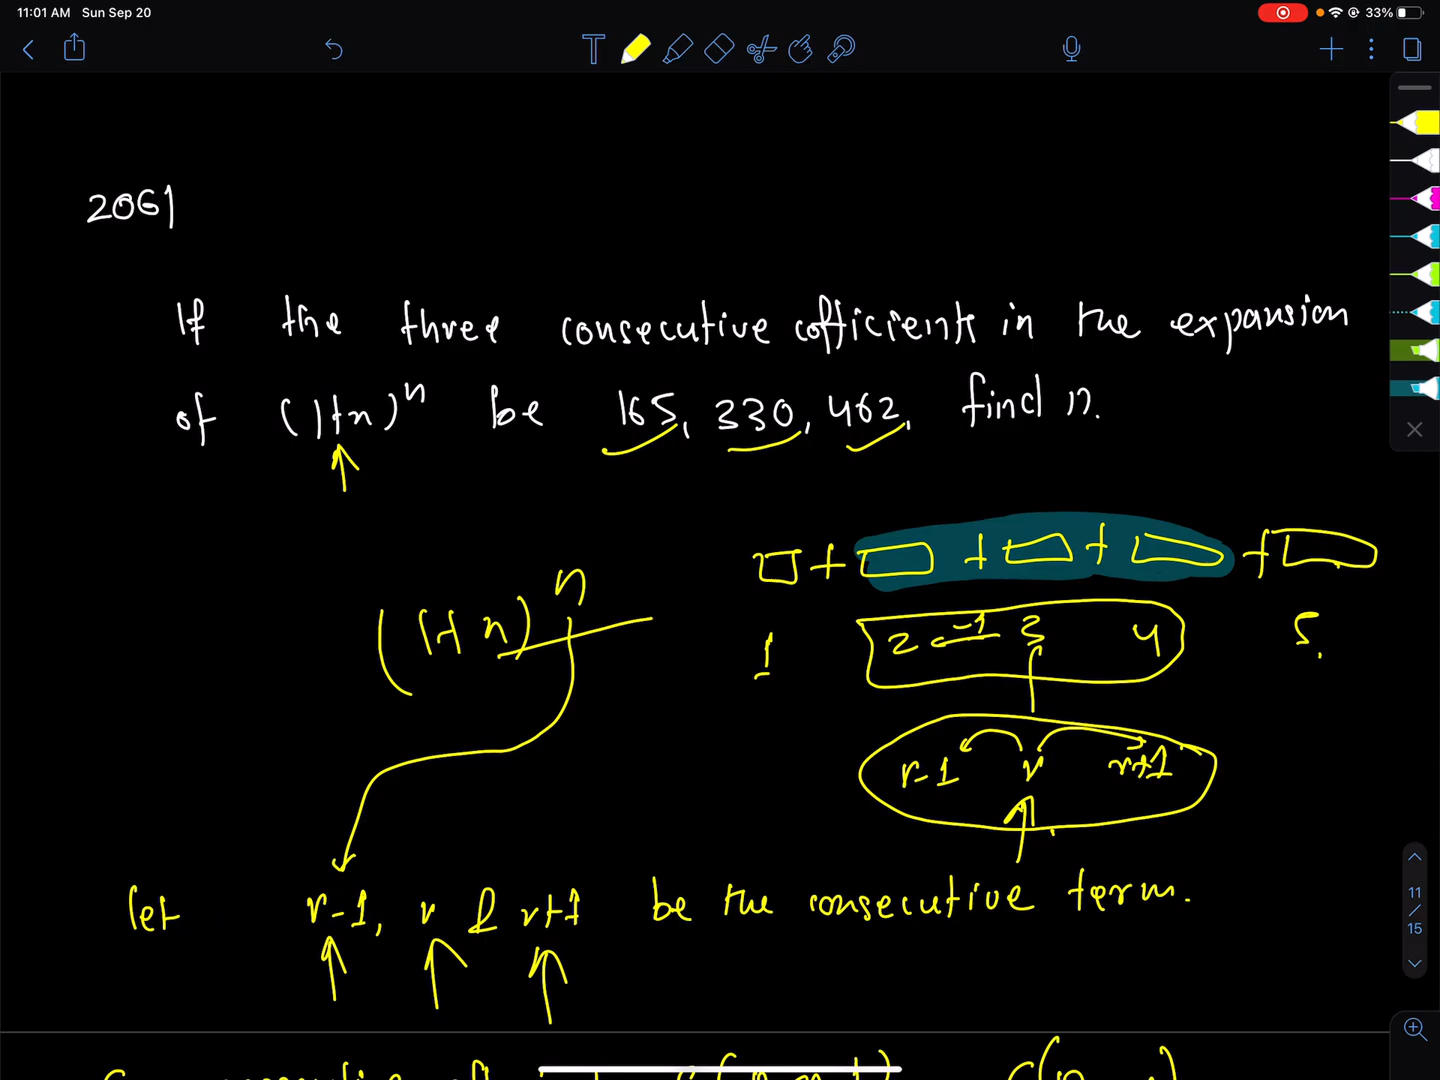 11:01 AM Sun Sep 20
33%
2061
If the three consecutive cofficients in the expansion
of (1+x)^n be 165, 330, 462, find n.
□ + □ + □ + □ + □
(1+x)^n
1 2 -1 3 4 5.
r-1 r r+1
let r-1, r & r+1 be the consecutive term.
11
/
15